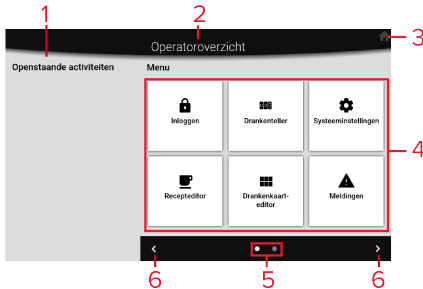 1
2
3
Operatoroverzicht
Openstaande activiteiten
Menu
Inloggen
Drankenteller
Systeeminstellingen
4
Recepteditor
Drankenkaart-
editor
Meldingen
6
5
6